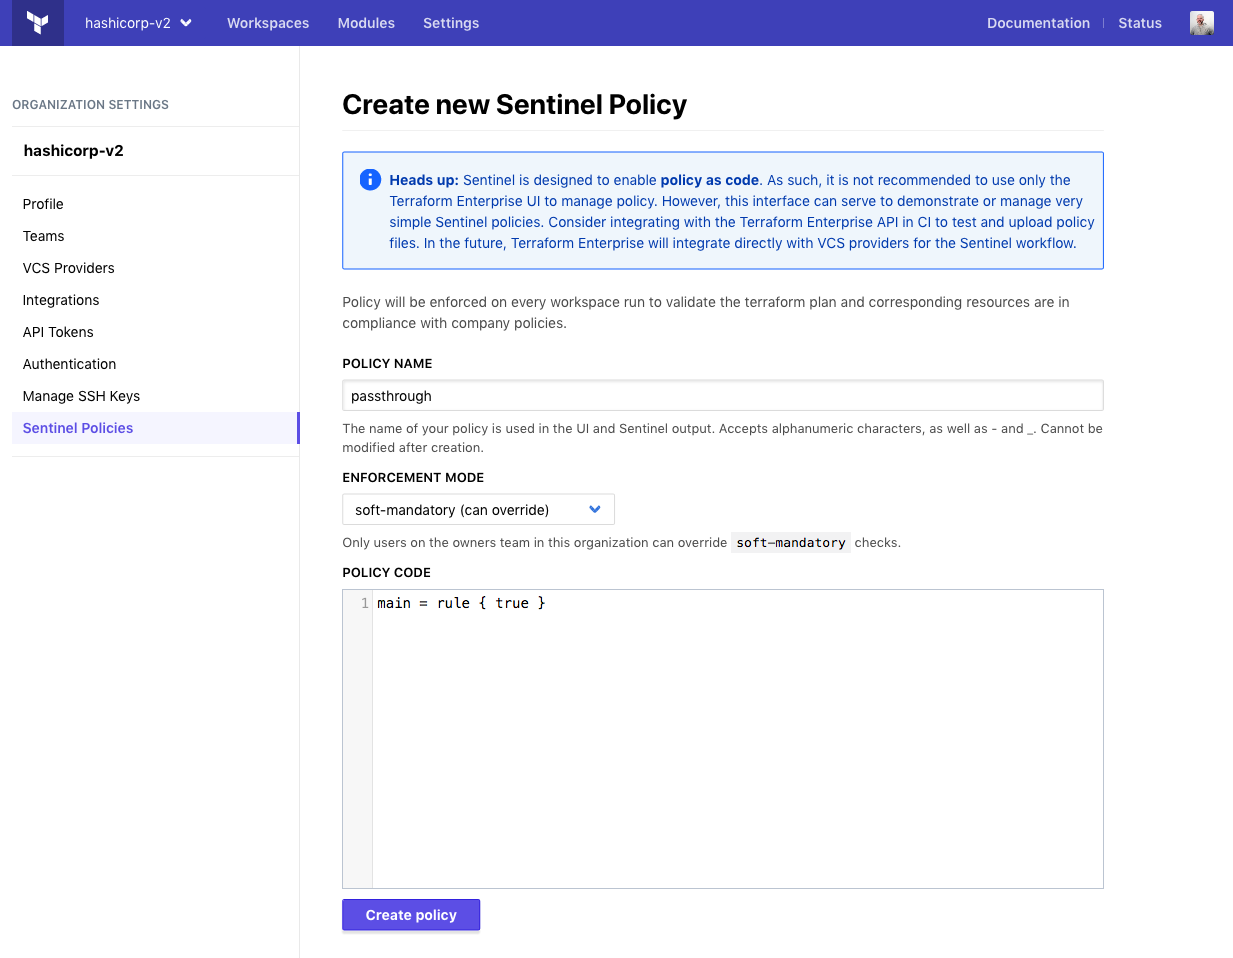 hashicorp-v2 Workspaces Modules Settings Documentation Status
ORGANIZATION SETTINGS
hashicorp-v2
Profile
Teams
VCS Providers
Integrations
API Tokens
Authentication
Manage SSH Keys
Sentinel Policies
Create new Sentinel Policy
Heads up: Sentinel is designed to enable policy as code. As such, it is not recommended to use only the
Terraform Enterprise UI to manage policy. However, this interface can serve to demonstrate or manage very
simple Sentinel policies. Consider integrating with the Terraform Enterprise API in CI to test and upload policy
files. In the future, Terraform Enterprise will integrate directly with VCS providers for the Sentinel workflow.
Policy will be enforced on every workspace run to validate the terraform plan and corresponding resources are in
compliance with company policies.
POLICY NAME
passthrough
The name of your policy is used in the UI and Sentinel output. Accepts alphanumeric characters, as well as - and _. Cannot be
modified after creation.
ENFORCEMENT MODE
soft-mandatory (can override)
Only users on the owners team in this organization can override soft-mandatory checks.
POLICY CODE
1 main = rule { true }
Create policy